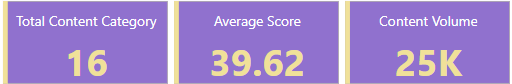 Total Content Category
16
Average Score
39.62
Content Volume
25K